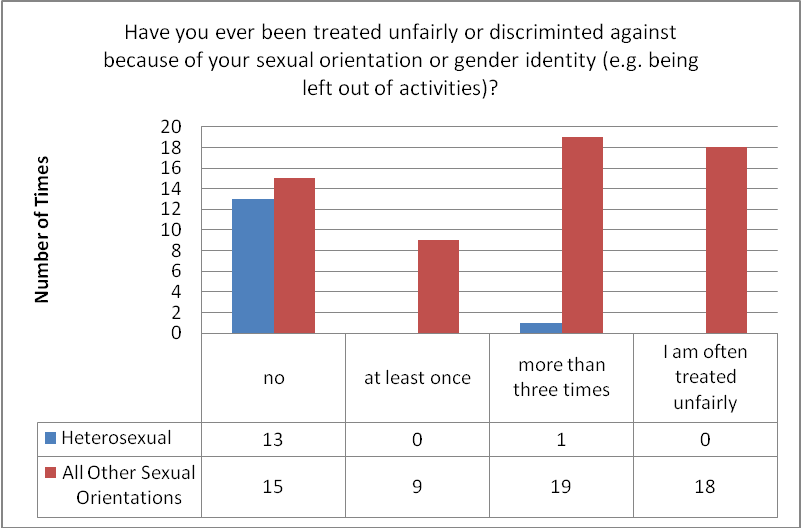 Have you ever been treated unfairly or discriminted against
because of your sexual orientation or gender identity (e.g. being
left out of activities)?
Number of Times
20
18
16
14
12
10
8
6
4
2
0
no
at least once
more than
three times
I am often
treated
unfairly
Heterosexual 13 0 1 0
All Other Sexual
Orientations 15 9 19 18